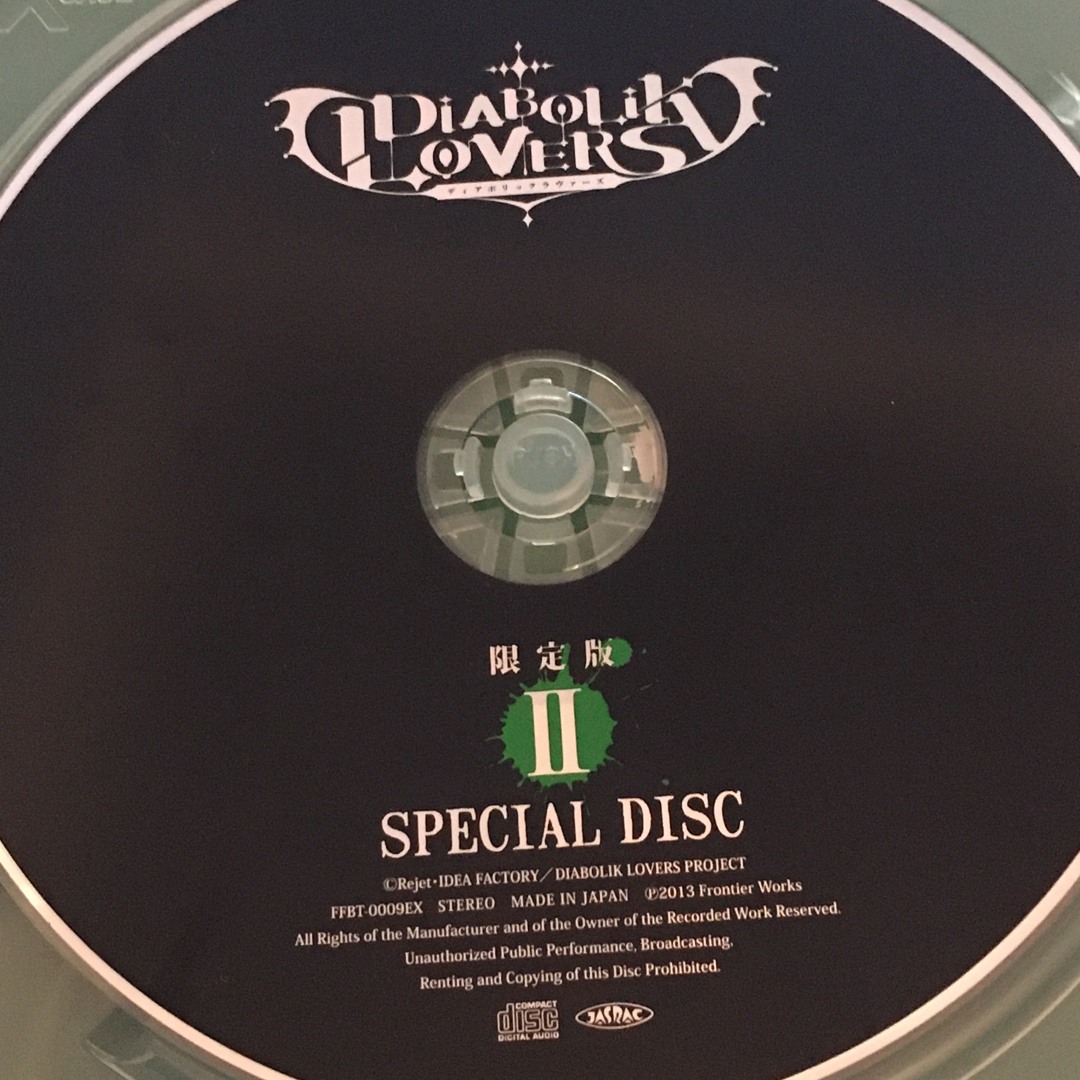 DIABOLIK
LOVERS
ディアボリックラヴァーズ
限定版
II
SPECIAL DISC
©Rejet・IDEA FACTORY／DIABOLIK LOVERS PROJECT
FFBT-0009EX STEREO MADE IN JAPAN ℗2013 Frontier Works
All Rights of the Manufacturer and of the Owner of the Recorded Work Reserved.
Unauthorized Public Performance, Broadcasting,
Renting and Copying of this Disc Prohibited.
COMPACT
disc
DIGITAL AUDIO
JASRAC